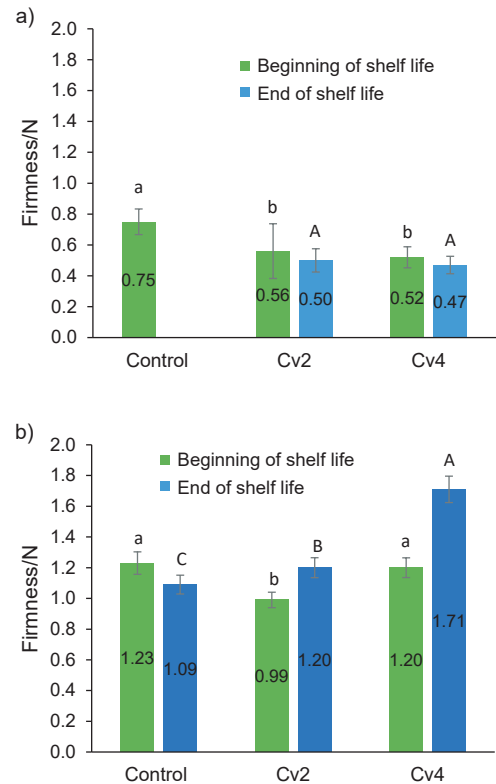 a)
2.0
1.8
1.6
1.4
1.2
1.0
0.8
0.6
0.4
0.2
0.0
Firmness/N
Beginning of shelf life
End of shelf life
a
b
A
b
A
0.75
0.56
0.50
0.52
0.47
Control
Cv2
Cv4
b)
2.0
1.8
1.6
1.4
1.2
1.0
0.8
0.6
0.4
0.2
0.0
Firmness/N
Beginning of shelf life
End of shelf life
a
C
b
B
a
A
1.23
1.09
0.99
1.20
1.20
1.71
Control
Cv2
Cv4